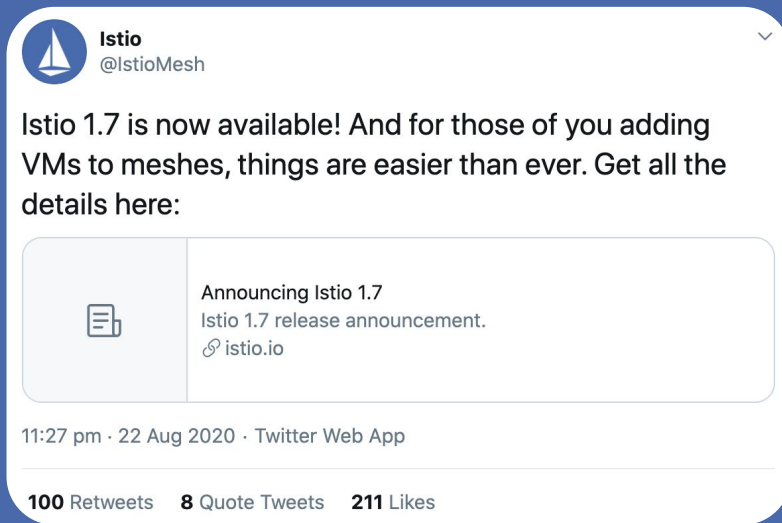 Istio
@IstioMesh
Istio 1.7 is now available! And for those of you adding
VMs to meshes, things are easier than ever. Get all the
details here:
Announcing Istio 1.7
Istio 1.7 release announcement.
istio.io
11:27 pm · 22 Aug 2020 · Twitter Web App
100 Retweets 8 Quote Tweets 211 Likes